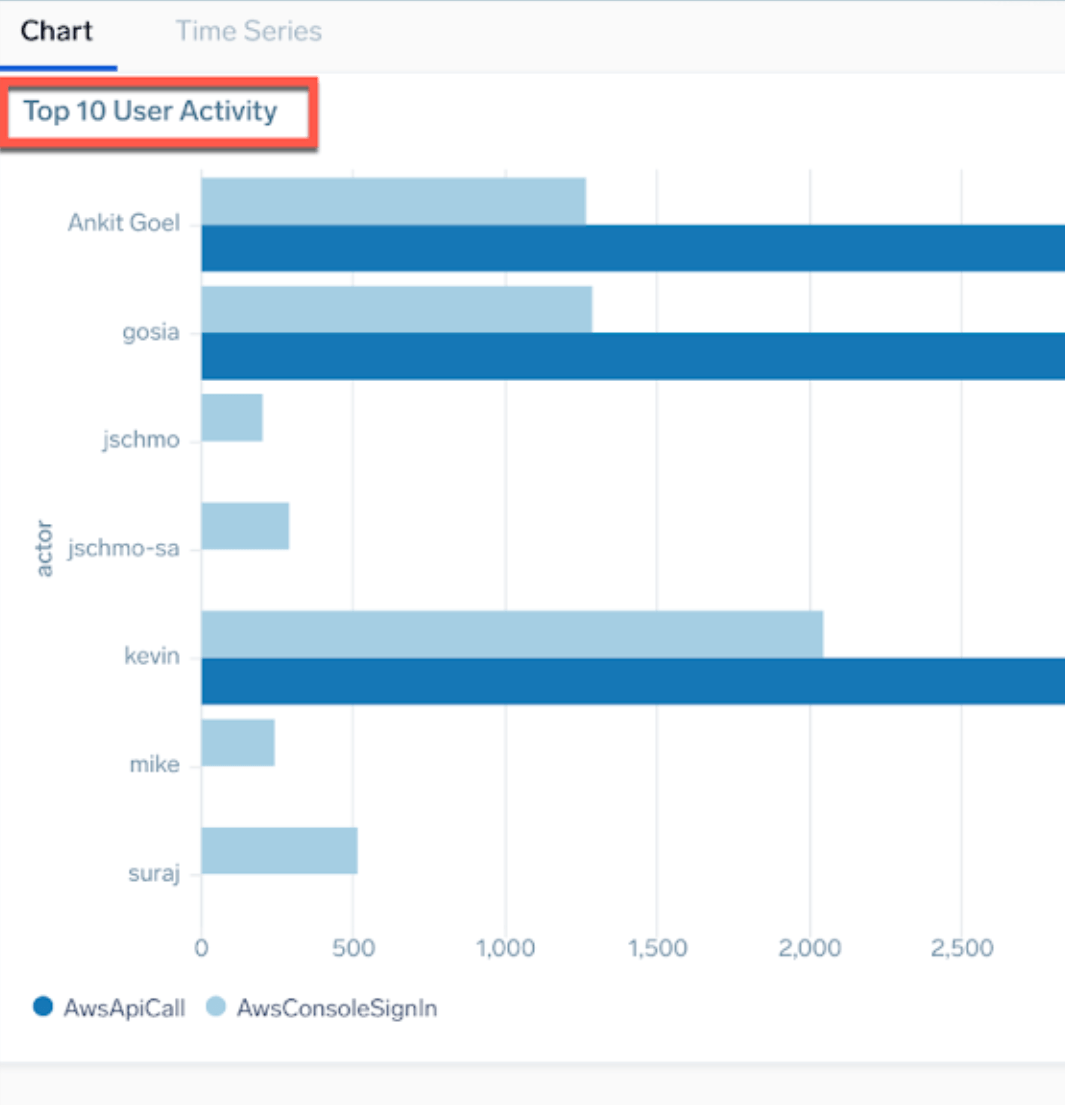 Chart Time Series
Top 10 User Activity
Ankit Goel
gosia
jschmo
actor
jschmo-sa
kevin
mike
suraj
0 500 1,000 1,500 2,000 2,500
AwsApiCall AwsConsoleSignIn